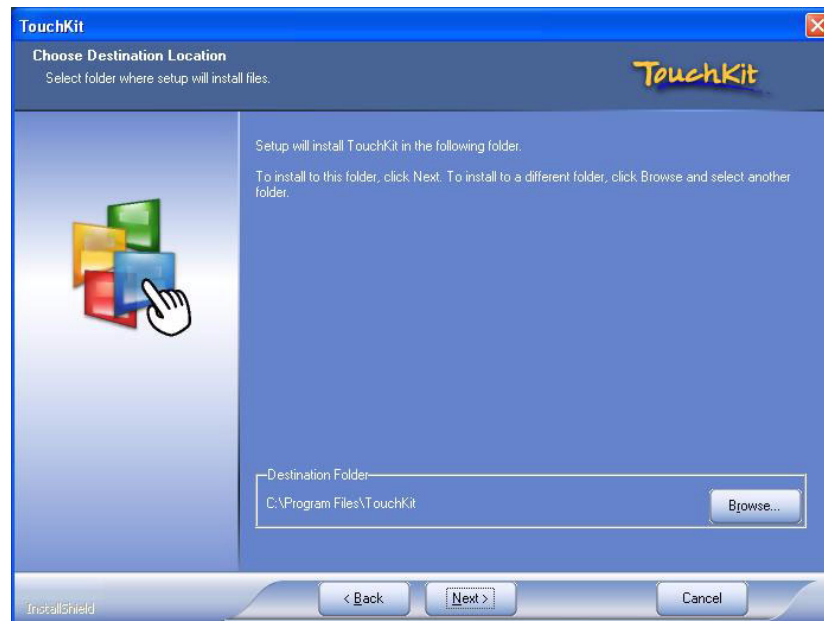 TouchKit
Choose Destination Location
Select folder where setup will install files.
TouchKit
Setup will install TouchKit in the following folder.
To install to this folder, click Next. To install to a different folder, click Browse and select another
folder.
Destination Folder
C:\Program Files\TouchKit
Browse...
InstallShield
< Back
Next >
Cancel